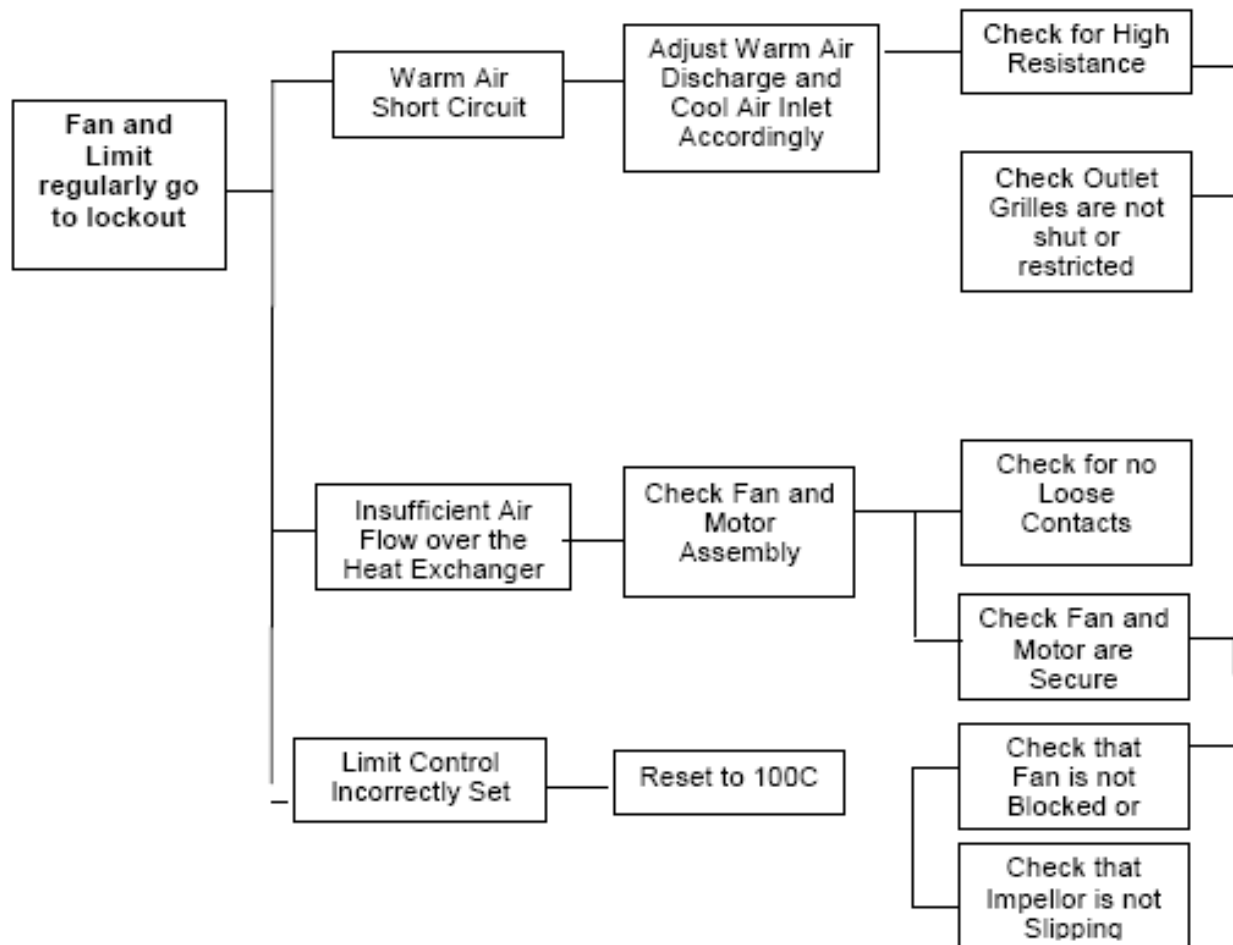 Fan and
Limit
regularly go
to lockout
Warm Air
Short Circuit
Adjust Warm Air
Discharge and
Cool Air Inlet
Accordingly
Check for High
Resistance
Check Outlet
Grilles are not
shut or
restricted
Insufficient Air
Flow over the
Heat Exchanger
Check Fan and
Motor
Assembly
Check for no
Loose
Contacts
Check Fan and
Motor are
Secure
Limit Control
Incorrectly Set
Reset to 100C
Check that
Fan is not
Blocked or
Check that
Impellor is not
Slipping